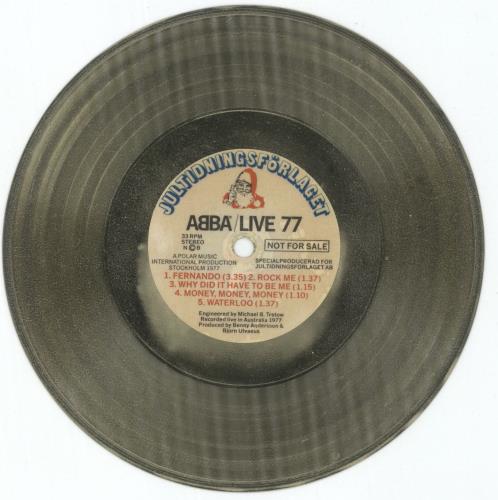 JULTIDNINGSFÖRLAGET
ABBA/LIVE 77
33 RPM
STEREO
N©B
NOT FOR SALE
A POLAR MUSIC
INTERNATIONAL PRODUCTION
STOCKHOLM 1977
SPECIALPRODUCERAD FOR
JULTIDNINGSFORLAGET AB
1. FERNANDO (3.35) 2. ROCK ME (1.37)
3. WHY DID IT HAVE TO BE ME (1.15)
4. MONEY, MONEY, MONEY (1.10)
5. WATERLOO (1.37)
Engineered by Michael B. Tretow
Recorded live in Australia 1977
Produced by Benny Andersson &
Björn Ulvaeus